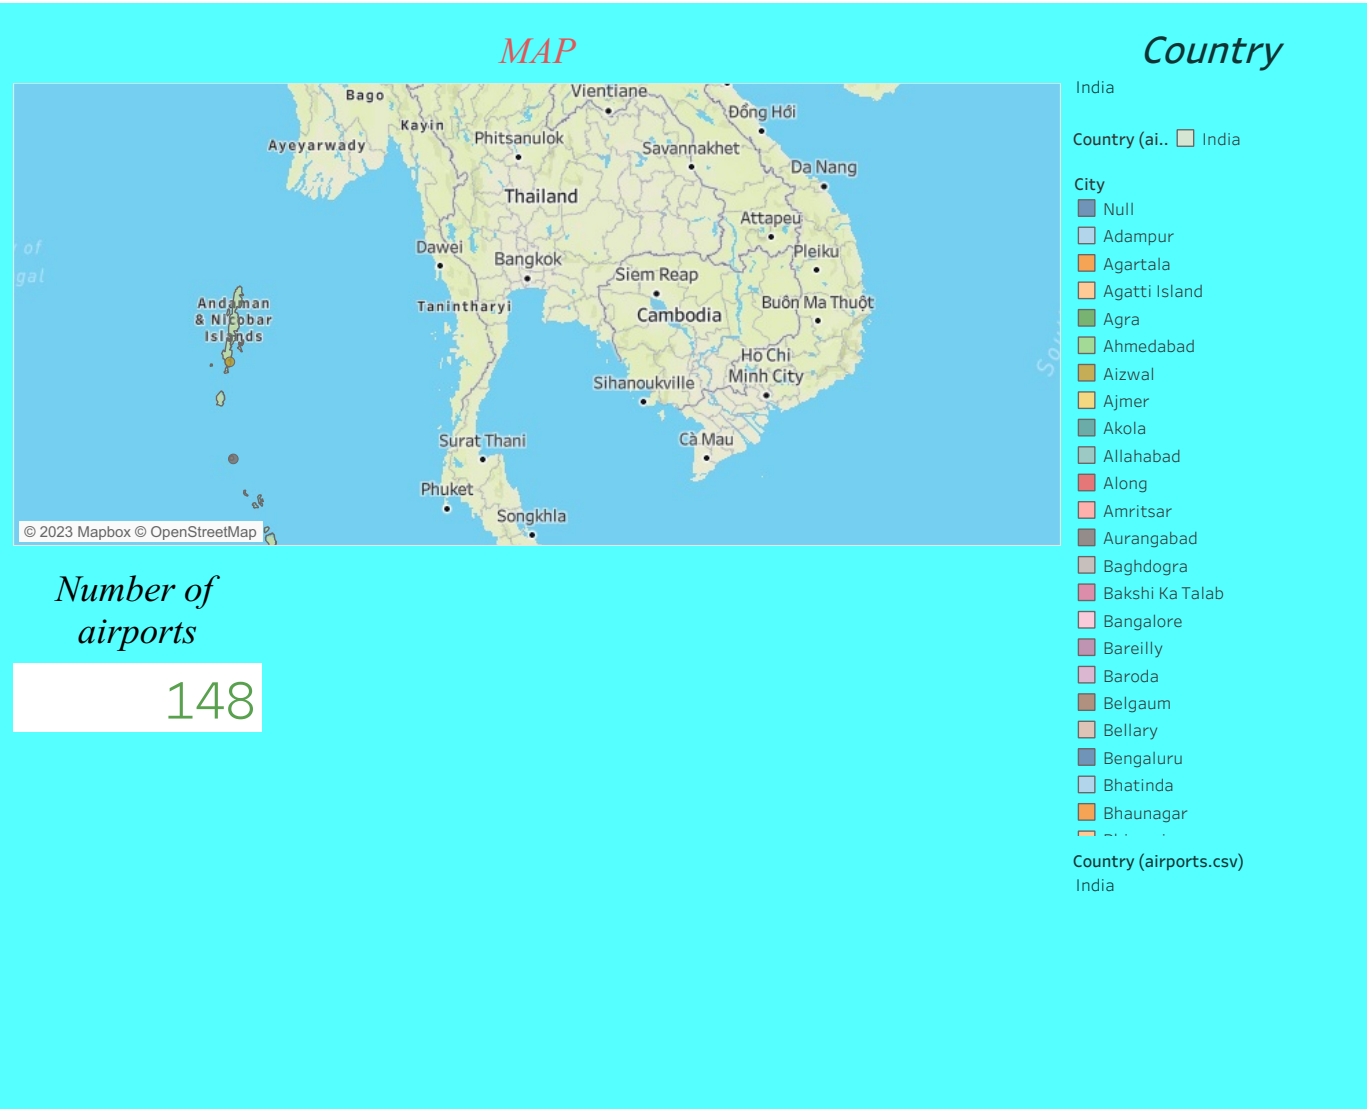 MAP
Country
India
Country (ai..
India
City
Null
Adampur
Agartala
Agatti Island
Agra
Ahmedabad
Aizwal
Ajmer
Akola
Allahabad
Along
Amritsar
Aurangabad
Baghdogra
Bakshi Ka Talab
Bangalore
Bareilly
Baroda
Belgaum
Bellary
Bengaluru
Bhatinda
Bhaunagar
Country (airports.csv)
India
Bago
Vientiane
Kayin
Đồng Hới
Ayeyarwady
Phitsanulok
Savannakhet
Da Nang
Thailand
Attapeu
of
gal
Dawei
Bangkok
Pleiku
Siem Reap
Andaman
& Nicobar
Islands
Tanintharyi
Cambodia
Buôn Ma Thuột
Sou
Ho Chi
Minh City
Sihanoukville
Surat Thani
Cà Mau
Phuket
Songkhla
© 2023 Mapbox © OpenStreetMap
Number of
airports
148